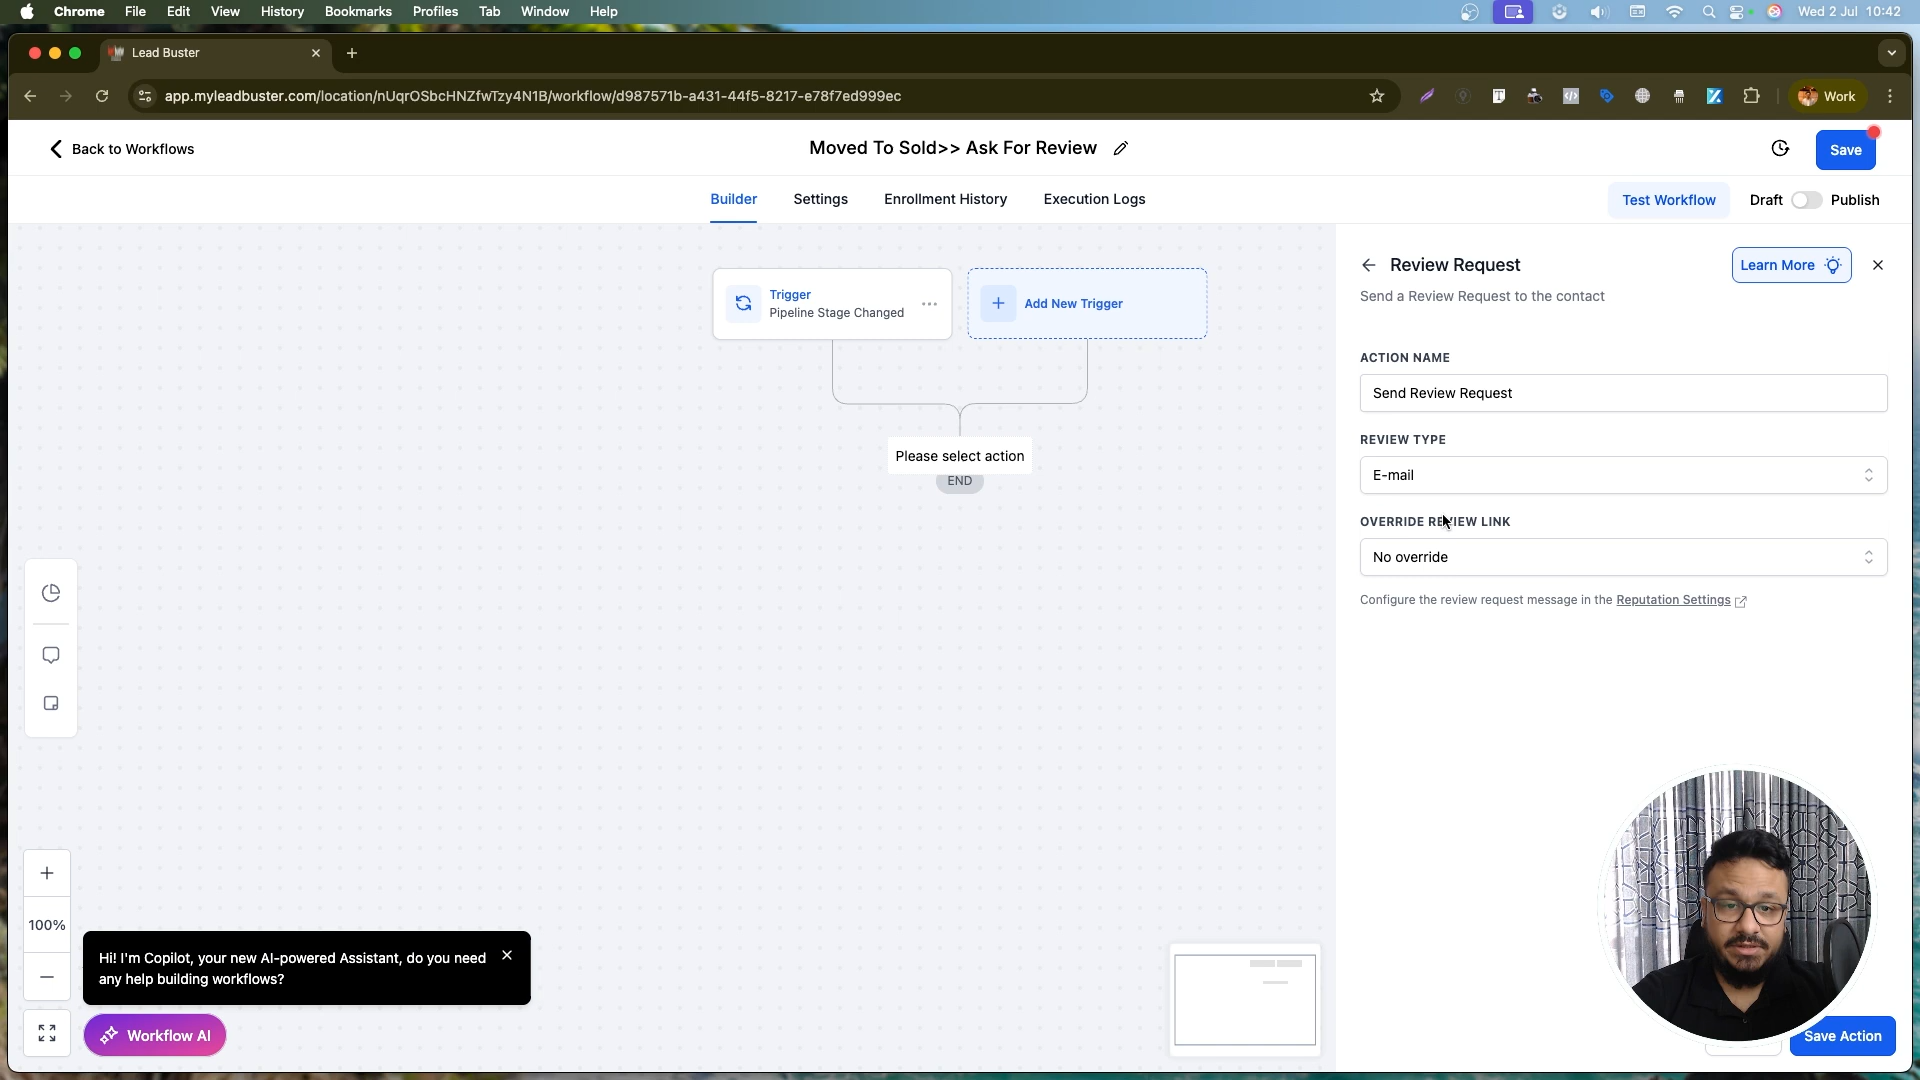 Chrome File Edit View History Bookmarks Profiles Tab Window Help Wed 2 Jul 10:42
Lead Buster
app.myleadbuster.com/location/nUqrOSbcHNZfwTzy4N1B/workflow/d987571b-a431-44f5-8217-e78f7ed999ec
Work
Back to Workflows
Moved To Sold>> Ask For Review
Save
Builder Settings Enrollment History Execution Logs
Test Workflow Draft Publish
Trigger
Pipeline Stage Changed
Add New Trigger
Please select action
END
Review Request
Learn More
Send a Review Request to the contact
ACTION NAME
Send Review Request
REVIEW TYPE
E-mail
OVERRIDE REVIEW LINK
No override
Configure the review request message in the Reputation Settings
100%
Hi! I'm Copilot, your new AI-powered Assistant, do you need
any help building workflows?
Workflow AI
Save Action